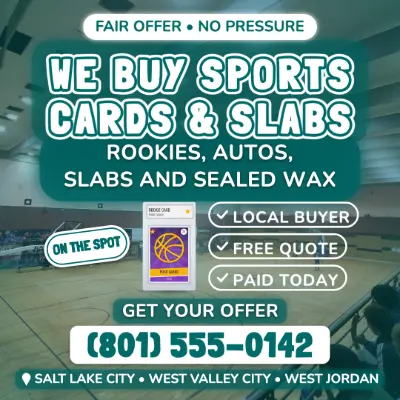 FAIR OFFER • NO PRESSURE
WE BUY SPORTS
CARDS & SLABS
ROOKIES, AUTOS,
SLABS AND SEALED WAX
ON THE SPOT
LOCAL BUYER
FREE QUOTE
PAID TODAY
GET YOUR OFFER
(801) 555-0142
SALT LAKE CITY • WEST VALLEY CITY • WEST JORDAN